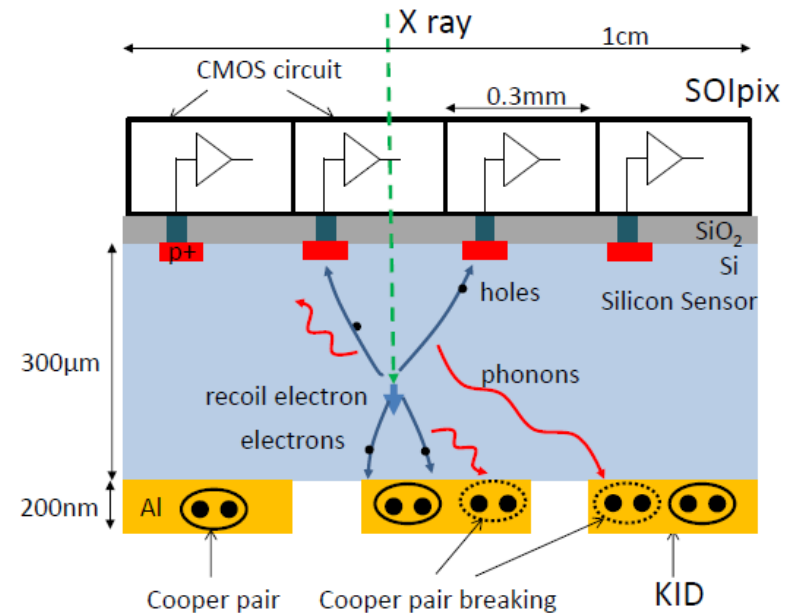 X ray
1cm
CMOS circuit
0.3mm
SOIpix
SiO2
p+
Si
holes
Silicon Sensor
300μm
phonons
recoil electron
electrons
200nm
Al
Cooper pair
Cooper pair breaking
KID